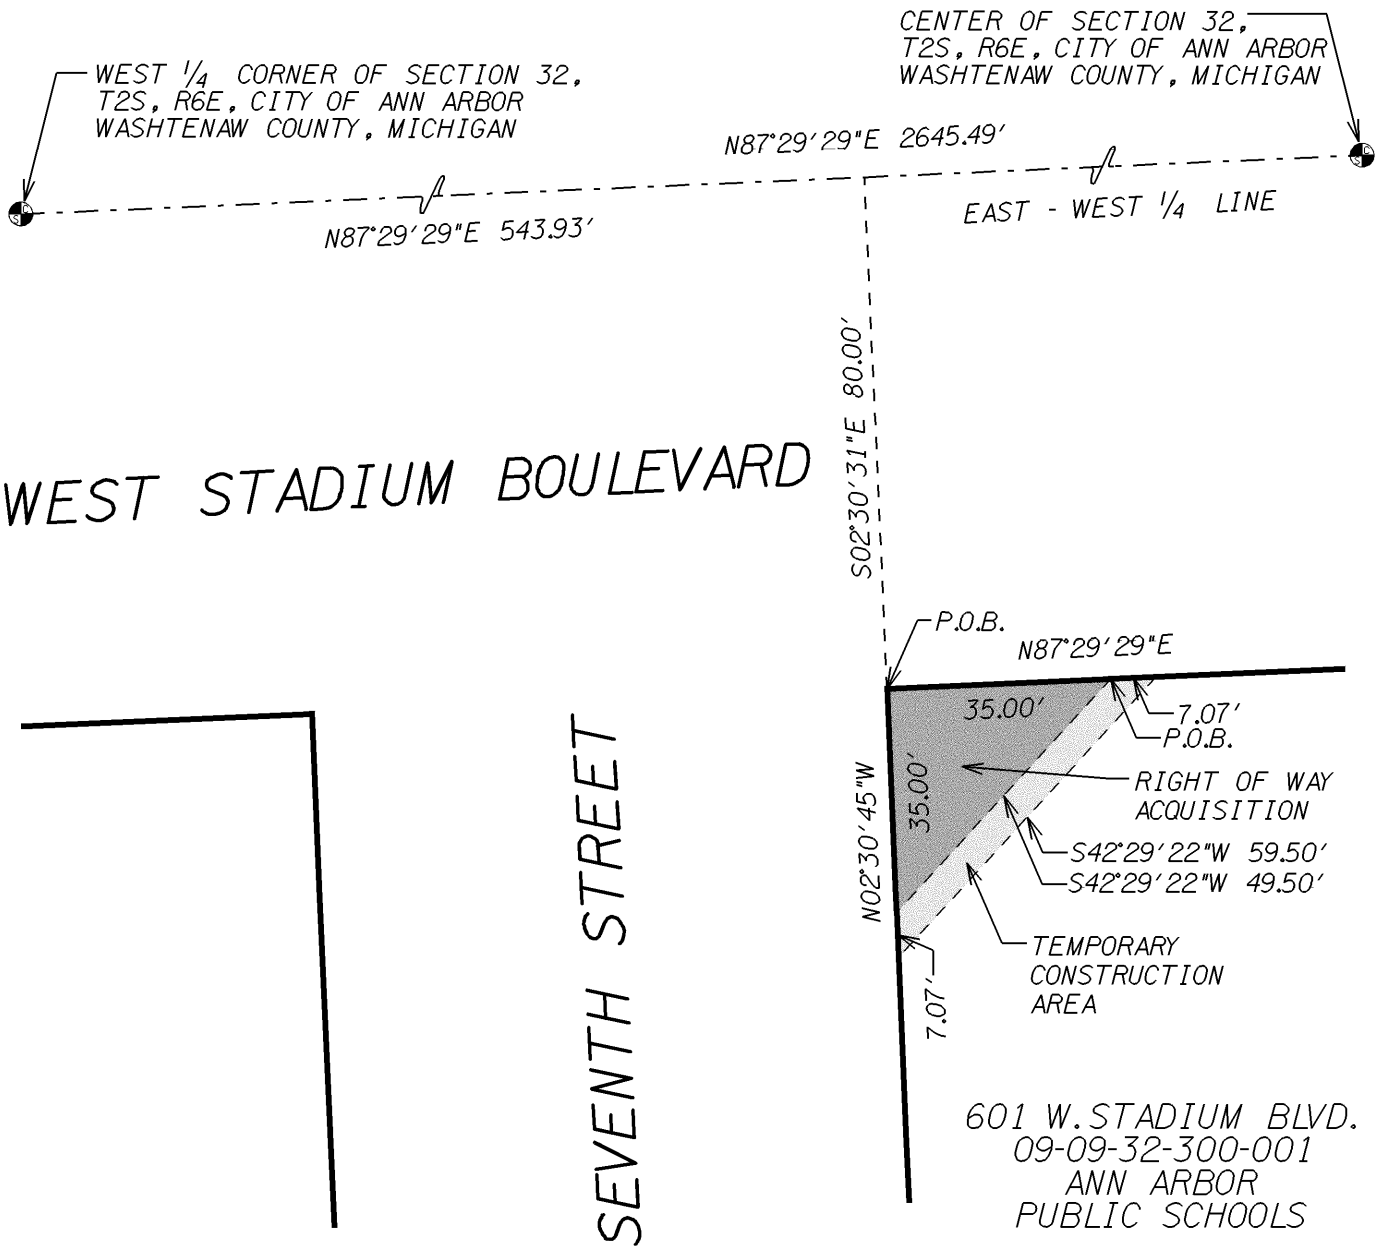 CENTER OF SECTION 32,
T2S, R6E, CITY OF ANN ARBOR
WASHTENAW COUNTY, MICHIGAN
WEST 1/4 CORNER OF SECTION 32,
T2S, R6E, CITY OF ANN ARBOR
WASHTENAW COUNTY, MICHIGAN
N87°29'29"E 2645.49'
C
S
C
S
N87°29'29"E 543.93'
EAST - WEST 1/4 LINE
S02°30'31"E 80.00'
WEST STADIUM BOULEVARD
P.O.B.
N87°29'29"E
35.00'
7.07'
P.O.B.
35.00'
N02°30'45"W
RIGHT OF WAY
ACQUISITION
S42°29'22"W 59.50'
S42°29'22"W 49.50'
SEVENTH STREET
TEMPORARY
CONSTRUCTION
AREA
7.07'
601 W. STADIUM BLVD.
09-09-32-300-001
ANN ARBOR
PUBLIC SCHOOLS